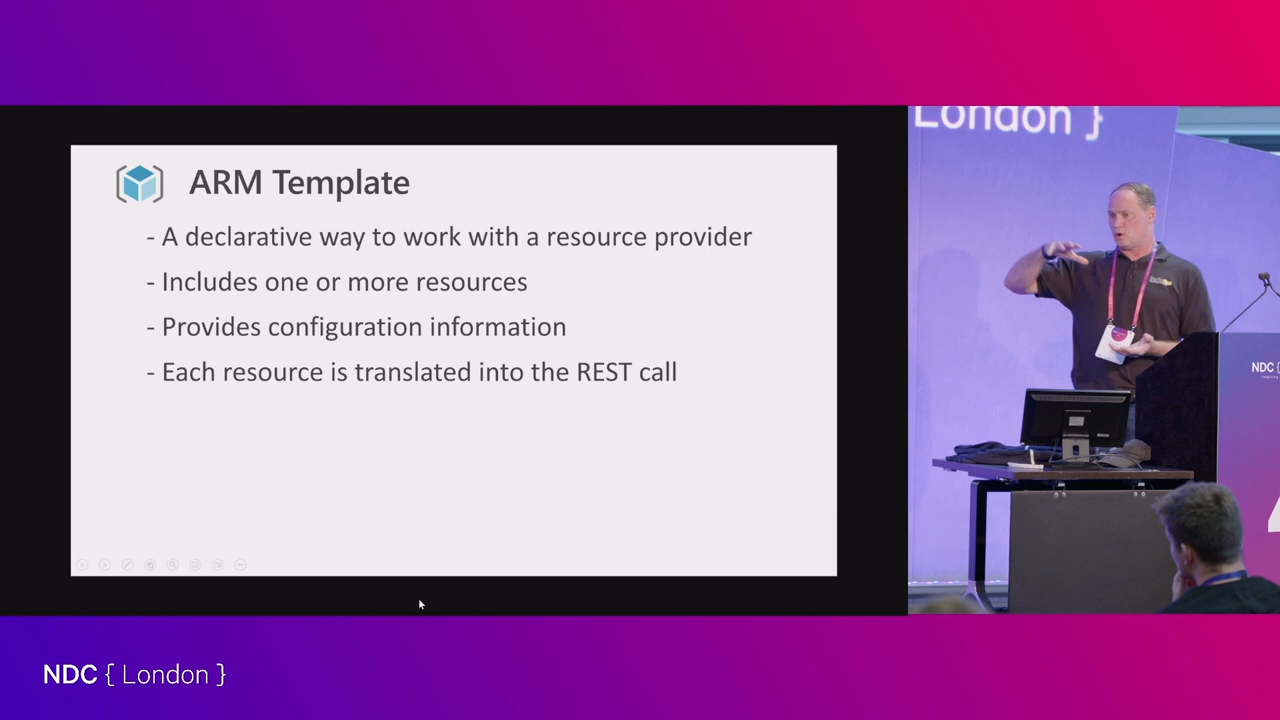 London }
ARM Template
- A declarative way to work with a resource provider
- Includes one or more resources
- Provides configuration information
- Each resource is translated into the REST call
NDC {
NDC { London }